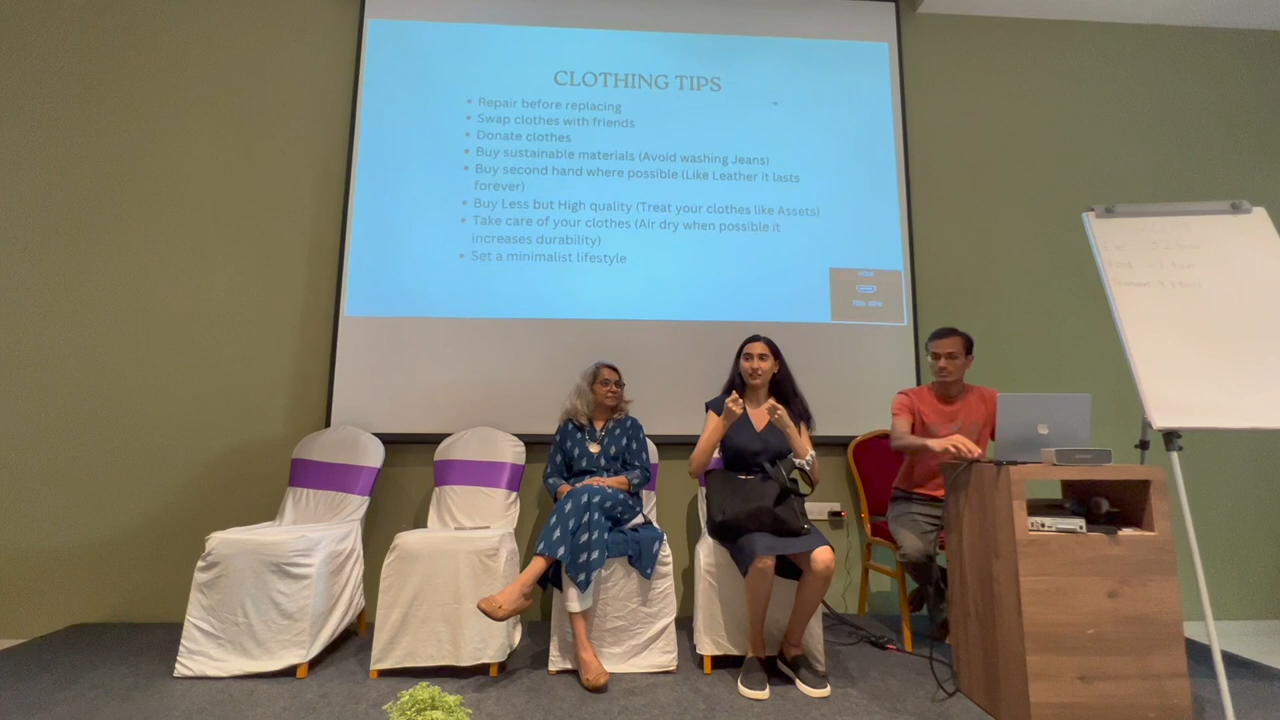 CLOTHING TIPS
• Repair before replacing
• Swap clothes with friends
• Donate clothes
• Buy sustainable materials (Avoid washing Jeans)
• Buy second hand where possible (Like Leather it lasts
forever)
• Buy Less but High quality (Treat your clothes like Assets)
• Take care of your clothes (Air dry when possible it
increases durability)
• Set a minimalist lifestyle